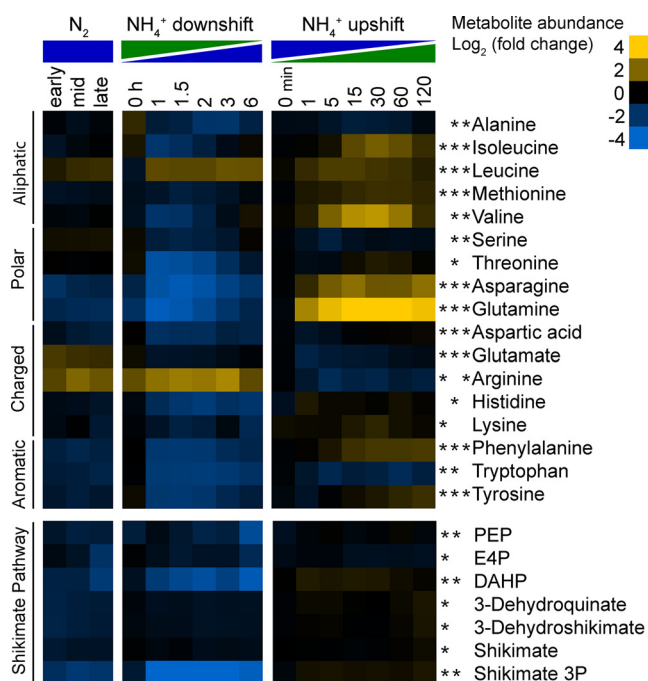 N₂
NH₄⁺ downshift
NH₄⁺ upshift
Metabolite abundance
Log₂ (fold change)
4
2
0
-2
-4
early
mid
late
0 h
1
1.5
2
3
6
0 min
1
5
15
30
60
120
Aliphatic
**Alanine
***Isoleucine
***Leucine
***Methionine
**Valine
Polar
**Serine
* Threonine
***Asparagine
***Glutamine
Charged
***Aspartic acid
***Glutamate
* *Arginine
* Histidine
* Lysine
Aromatic
***Phenylalanine
** Tryptophan
***Tyrosine
Shikimate Pathway
** PEP
* E4P
** DAHP
* 3-Dehydroquinate
* 3-Dehydroshikimate
* Shikimate
** Shikimate 3P